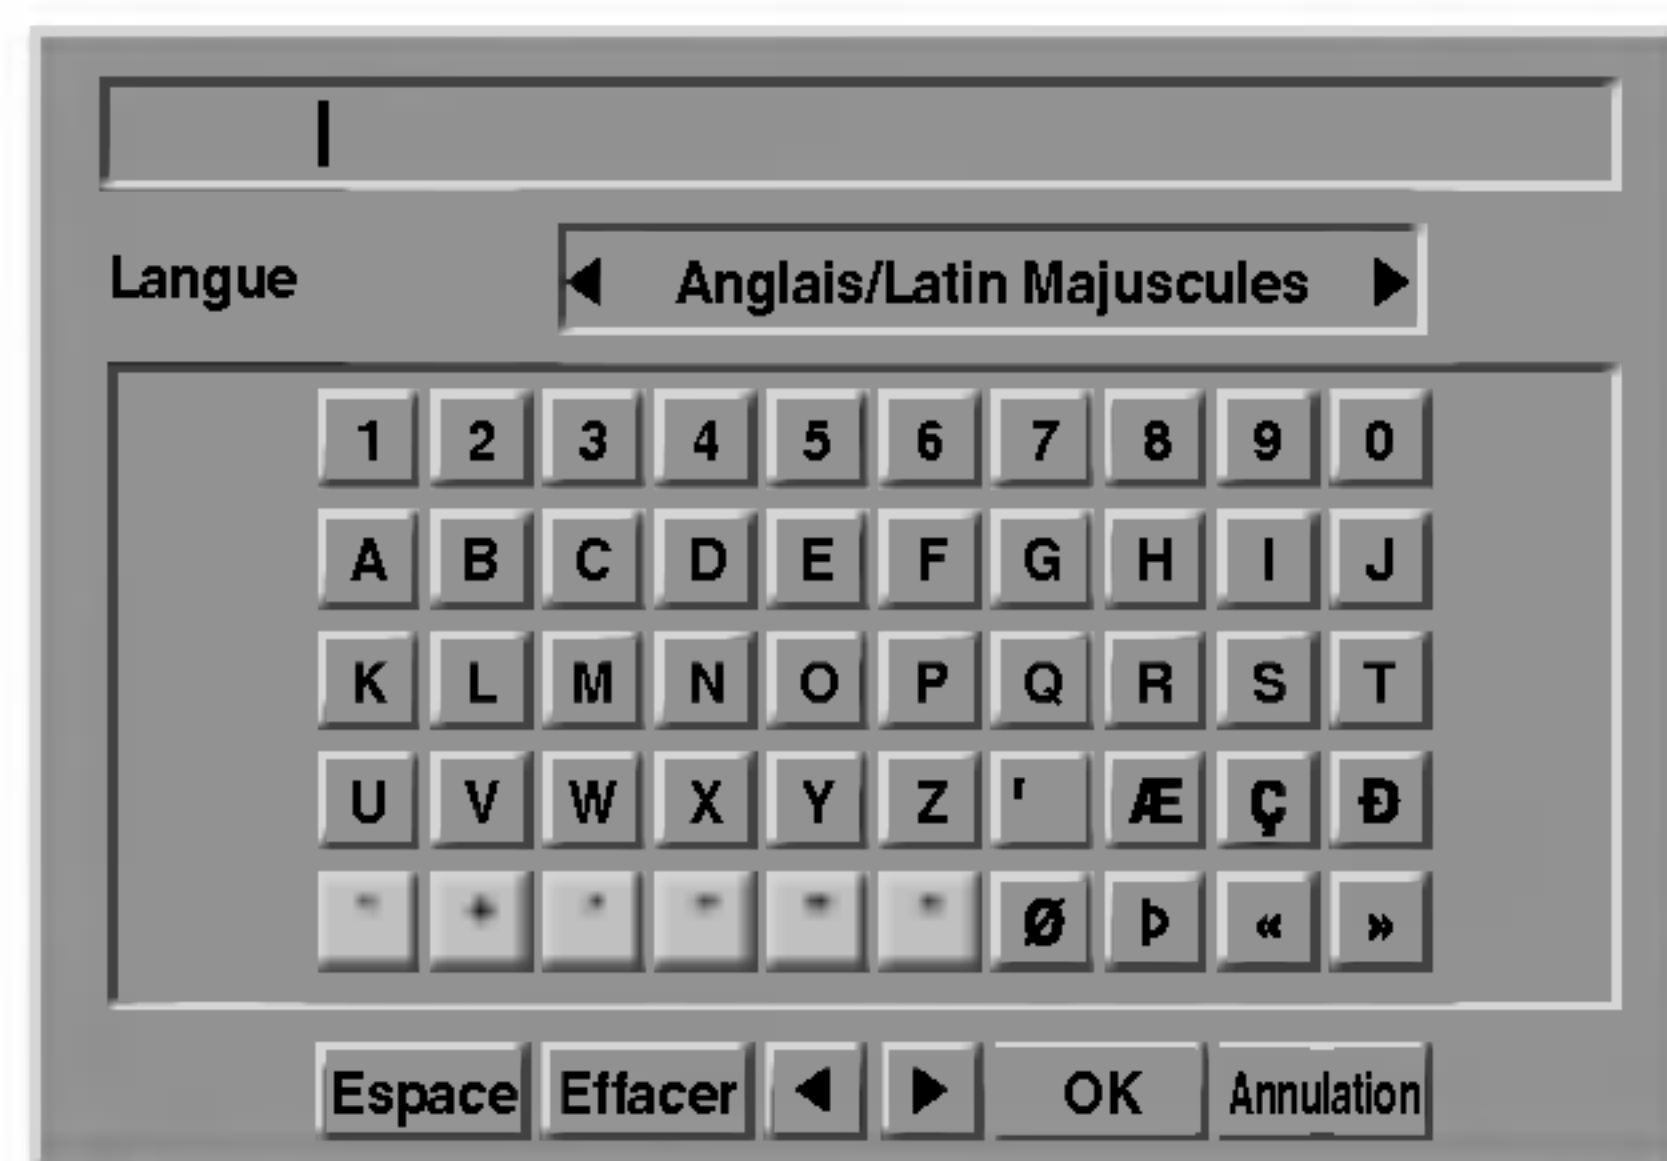 Langue ◀ Anglais/Latin Majuscules ▶
1 2 3 4 5 6 7 8 9 0
A B C D E F G H I J
K L M N O P Q R S T
U V W X Y Z ' Æ Ç Ð
Ø Þ « »
Espace Effacer ◀ ▶ OK Annulation